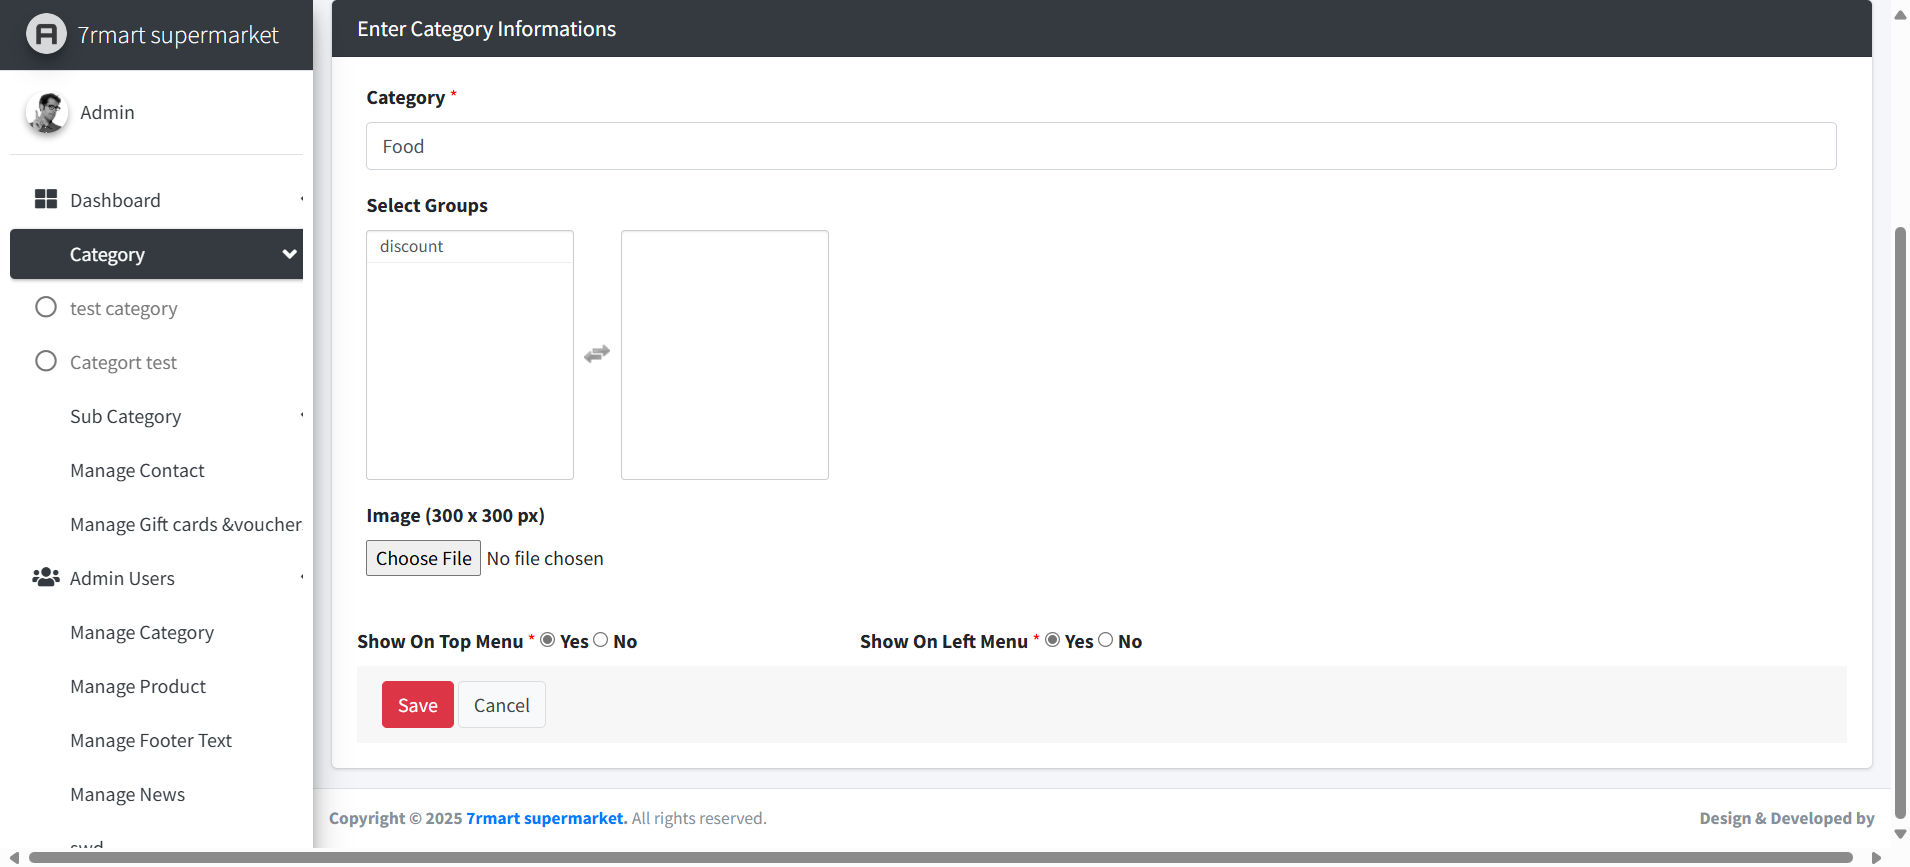 7rmart supermarket
Admin
Dashboard
Category
test category
Categort test
Sub Category
Manage Contact
Manage Gift cards &voucher
Admin Users
Manage Category
Manage Product
Manage Footer Text
Manage News
Enter Category Informations
Category *
Food
Select Groups
discount
Image (300 x 300 px)
Choose File No file chosen
Show On Top Menu * Yes No Show On Left Menu * Yes No
Save Cancel
Copyright © 2025 7rmart supermarket. All rights reserved. Design & Developed by